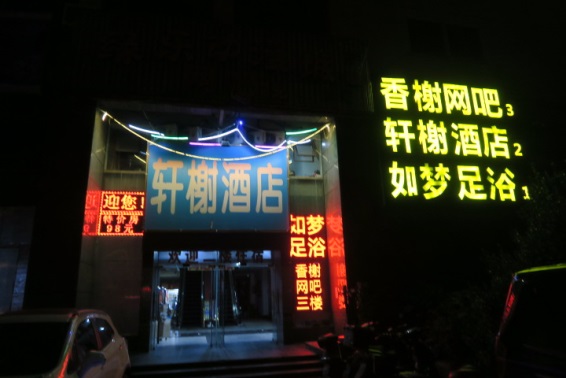 香榭网吧3
轩榭酒店2
如梦足浴1
轩榭酒店
迎您!
特价房
98元
如梦
足浴
香榭
网吧
三楼